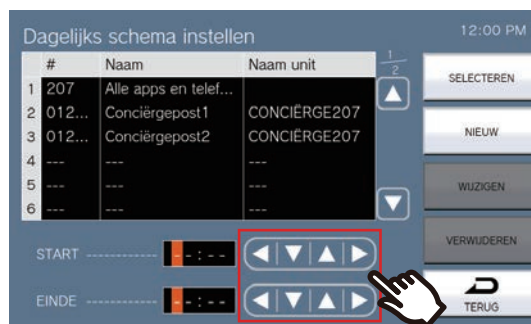 Dagelijks schema instellen
12:00 PM
# Naam Naam unit
1/2
1 207 Alle apps en telef...
2 012... Conciërgepost1 CONCIËRGE207
3 012... Conciërgepost2 CONCIËRGE207
4 --- --- ---
5 --- --- ---
6 --- --- ---
START ------------ - - : - -
EINDE ------------ - - : - -
SELECTEREN
NIEUW
WIJZIGEN
VERWIJDEREN
TERUG